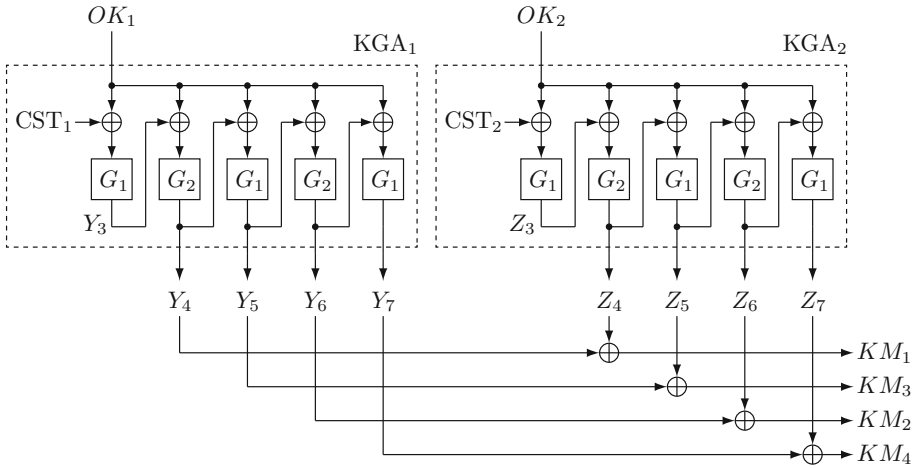 OK₁ OK₂
KGA₁ KGA₂
CST₁ CST₂
G₁ G₂ G₁ G₂ G₁ G₁ G₂ G₁ G₂ G₁
Y₃ Z₃
Y₄ Y₅ Y₆ Y₇ Z₄ Z₅ Z₆ Z₇
KM₁
KM₃
KM₂
KM₄